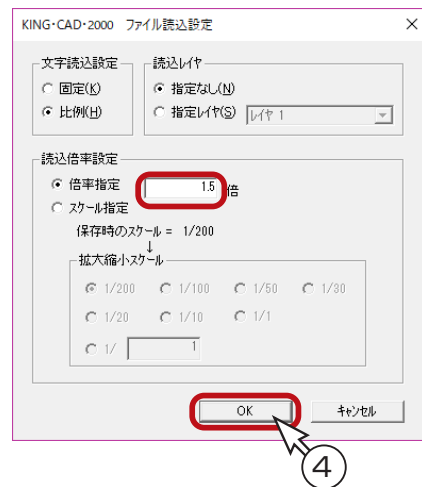 KING・CAD・2000 ファイル読込設定
文字読込設定
固定(K)
比例(H)
読込レイヤ
指定なし(N)
指定レイヤ(S) レイヤ 1
読込倍率設定
倍率指定 1.5 倍
スケール指定
保存時のスケール = 1/200
↓
拡大縮小スケール
1/200 1/100 1/50 1/30
1/20 1/10 1/1
1/ 1
OK キャンセル
④